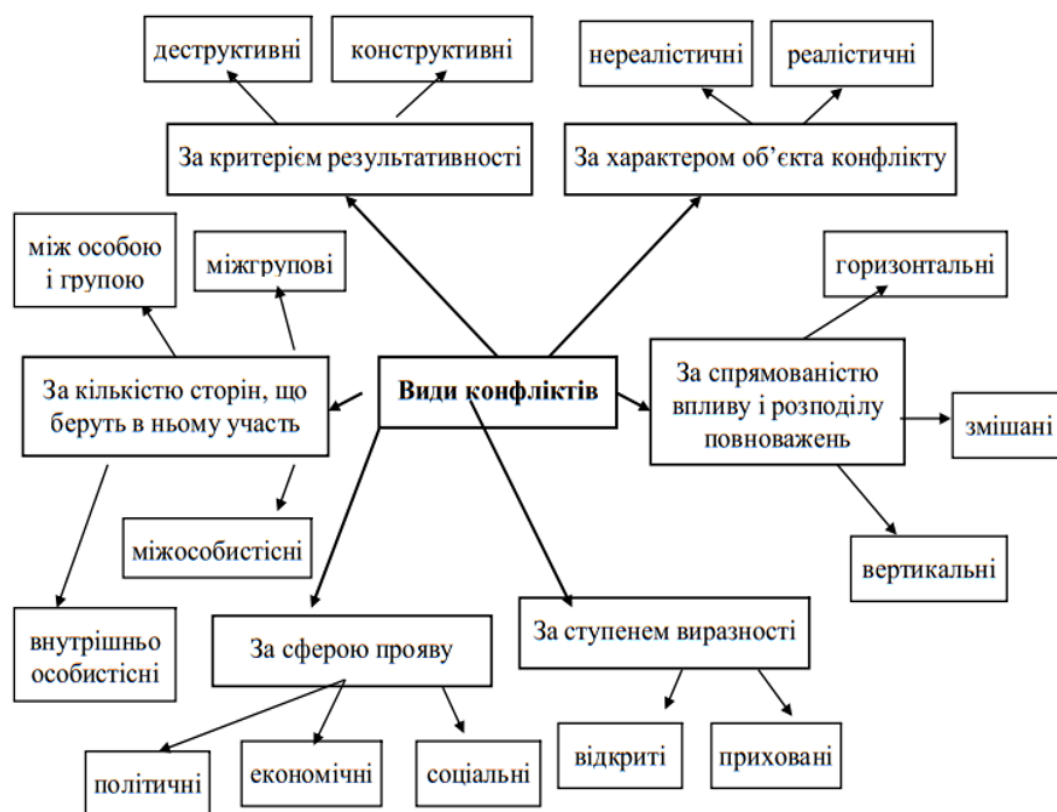 деструктивні
конструктивні
нереалістичні
реалістичні
За критерієм результативності
За характером об’єкта конфлікту
між особою
і групою
міжгрупові
горизонтальні
За кількістю сторін, що
беруть в ньому участь
Види конфліктів
За спрямованістю
впливу і розподілу
повноважень
змішані
міжособистісні
вертикальні
внутрішньо
особистісні
За сферою прояву
За ступенем виразності
політичні
економічні
соціальні
відкриті
приховані